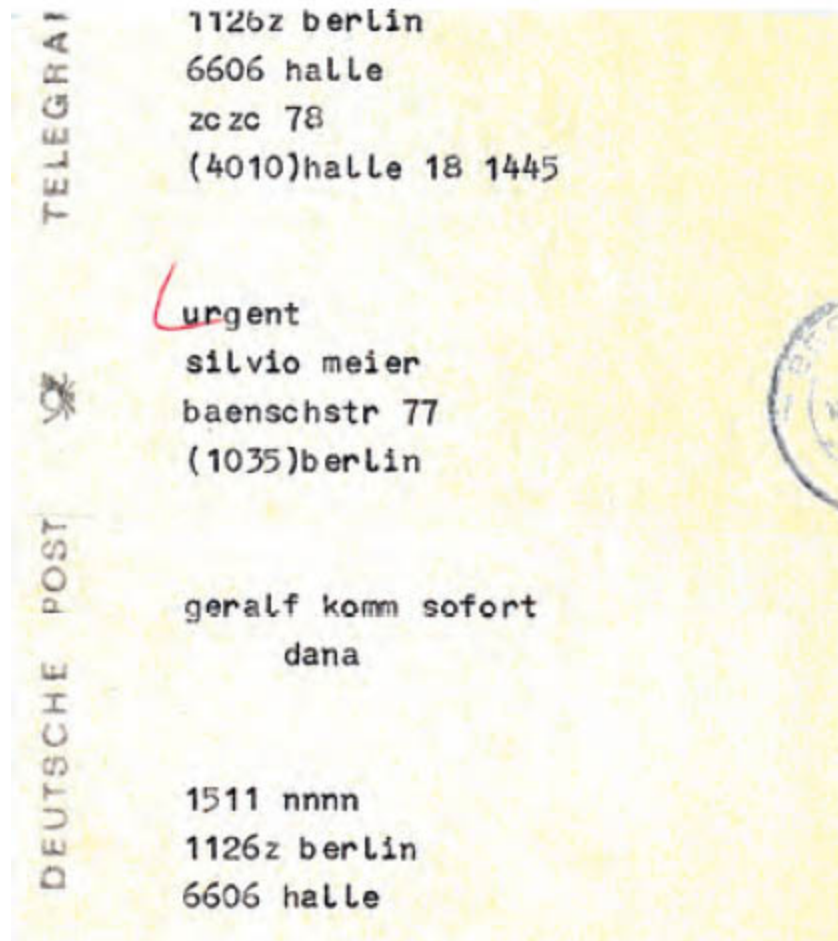 1126z berlin
6606 halle
zczc 78
(4010)halle 18 1445
urgent
silvio meier
baenschstr 77
(1035)berlin
geralf komm sofort
dana
1511 nnnn
1126z berlin
6606 halle
DEUTSCHE POST